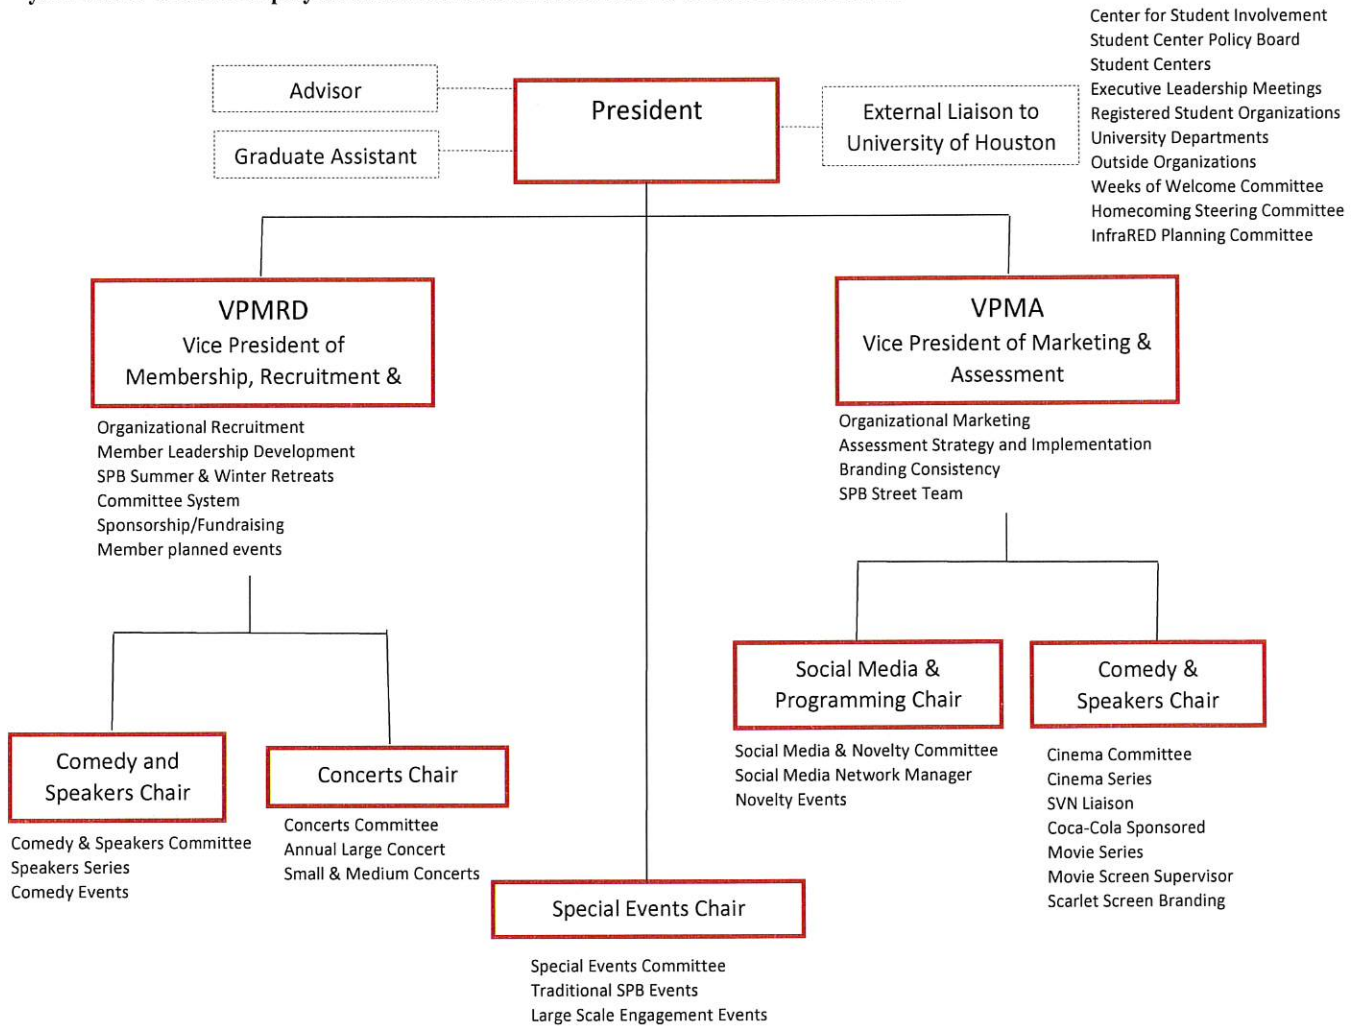 Center for Student Involvement
Student Center Policy Board
Student Centers
Executive Leadership Meetings
Registered Student Organizations
University Departments
Outside Organizations
Weeks of Welcome Committee
Homecoming Steering Committee
InfraRED Planning Committee
Advisor
Graduate Assistant
President
External Liaison to
University of Houston
VPMRD
Vice President of
Membership, Recruitment &
Organizational Recruitment
Member Leadership Development
SPB Summer & Winter Retreats
Committee System
Sponsorship/Fundraising
Member planned events
VPMA
Vice President of Marketing &
Assessment
Organizational Marketing
Assessment Strategy and Implementation
Branding Consistency
SPB Street Team
Comedy and
Speakers Chair
Comedy & Speakers Committee
Speakers Series
Comedy Events
Concerts Chair
Concerts Committee
Annual Large Concert
Small & Medium Concerts
Special Events Chair
Special Events Committee
Traditional SPB Events
Large Scale Engagement Events
Social Media &
Programming Chair
Social Media & Novelty Committee
Social Media Network Manager
Novelty Events
Comedy &
Speakers Chair
Cinema Committee
Cinema Series
SVN Liaison
Coca-Cola Sponsored
Movie Series
Movie Screen Supervisor
Scarlet Screen Branding